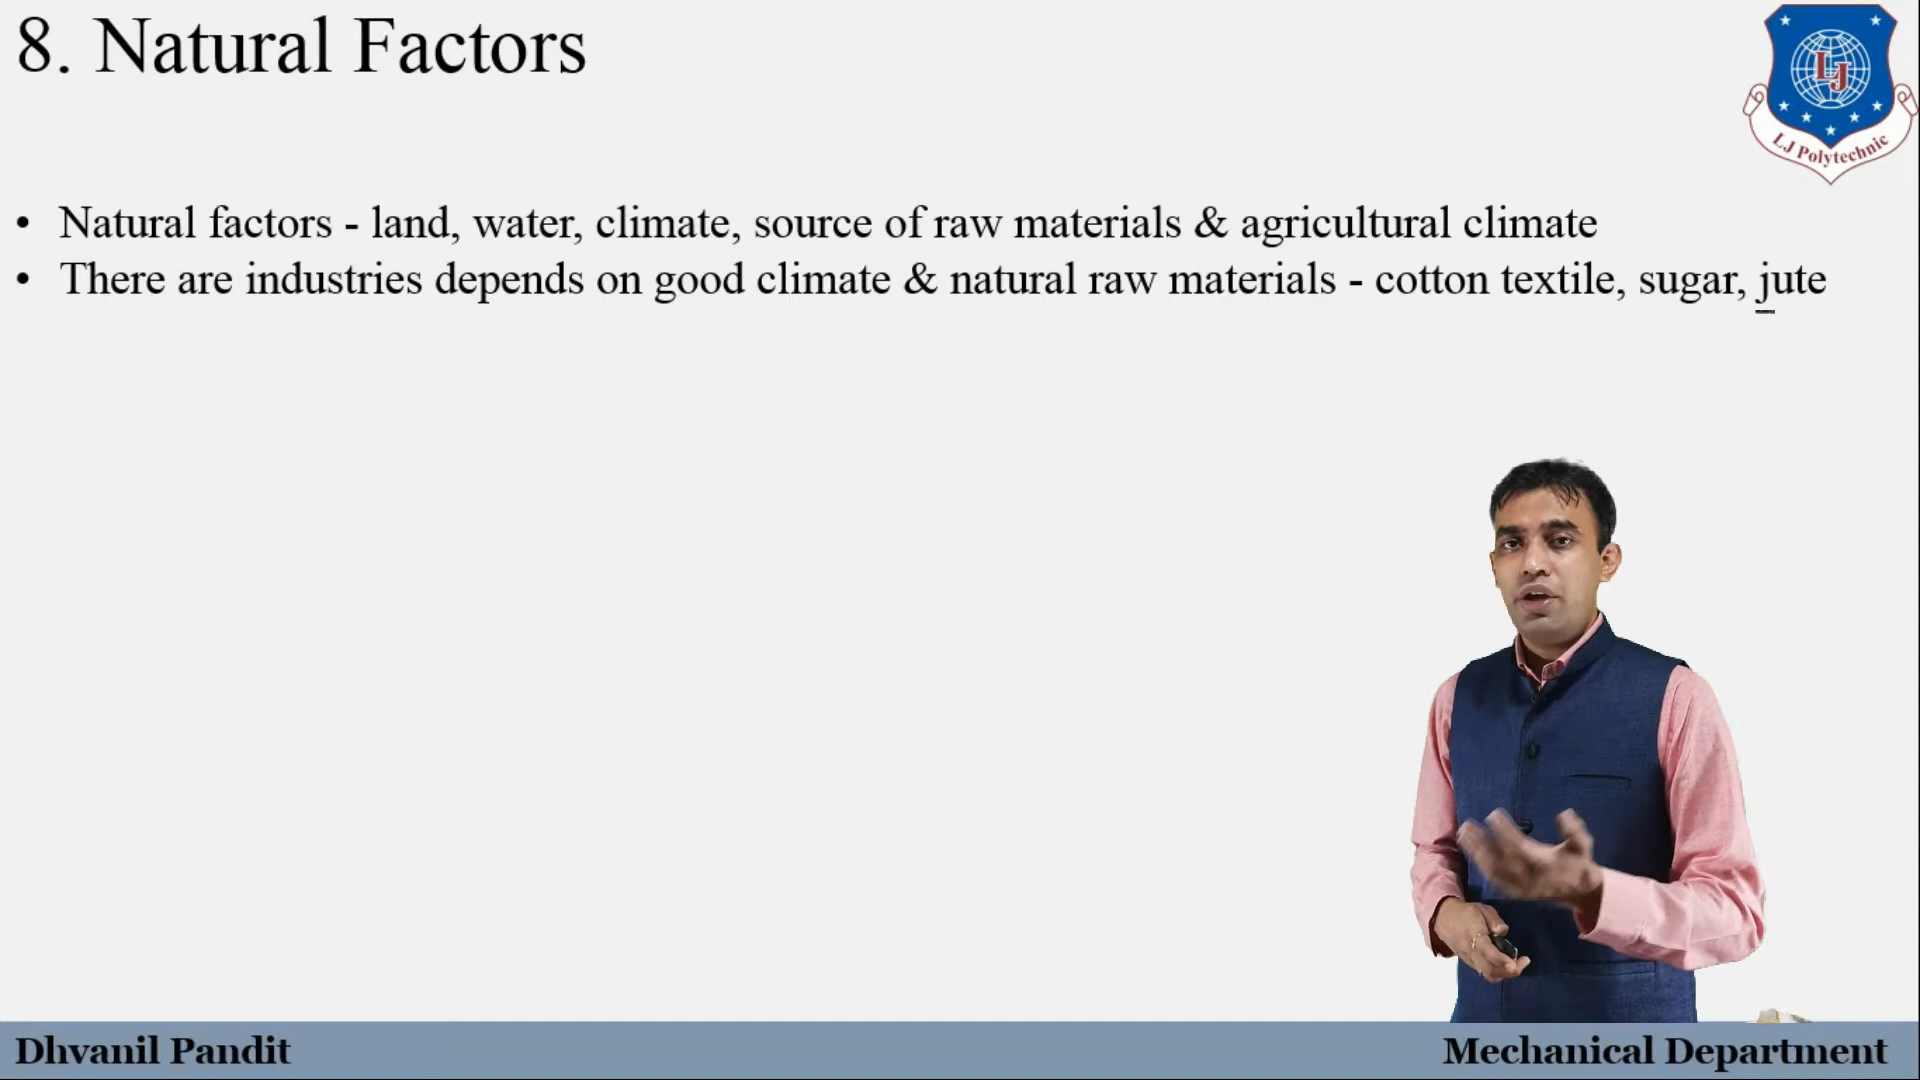 8. Natural Factors
LJ
LJ Polytechnic
• Natural factors - land, water, climate, source of raw materials & agricultural climate
• There are industries depends on good climate & natural raw materials - cotton textile, sugar, jute
Dhvanil Pandit
Mechanical Department